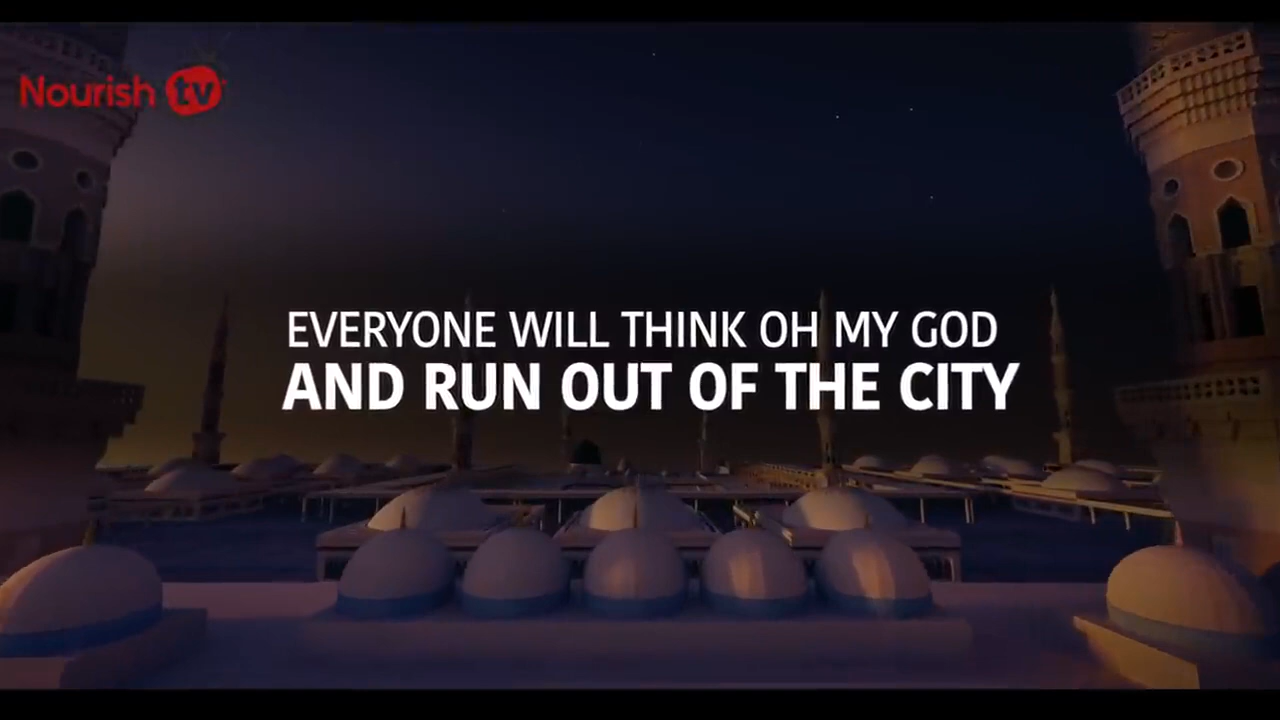 Nourish tv
EVERYONE WILL THINK OH MY GOD
AND RUN OUT OF THE CITY